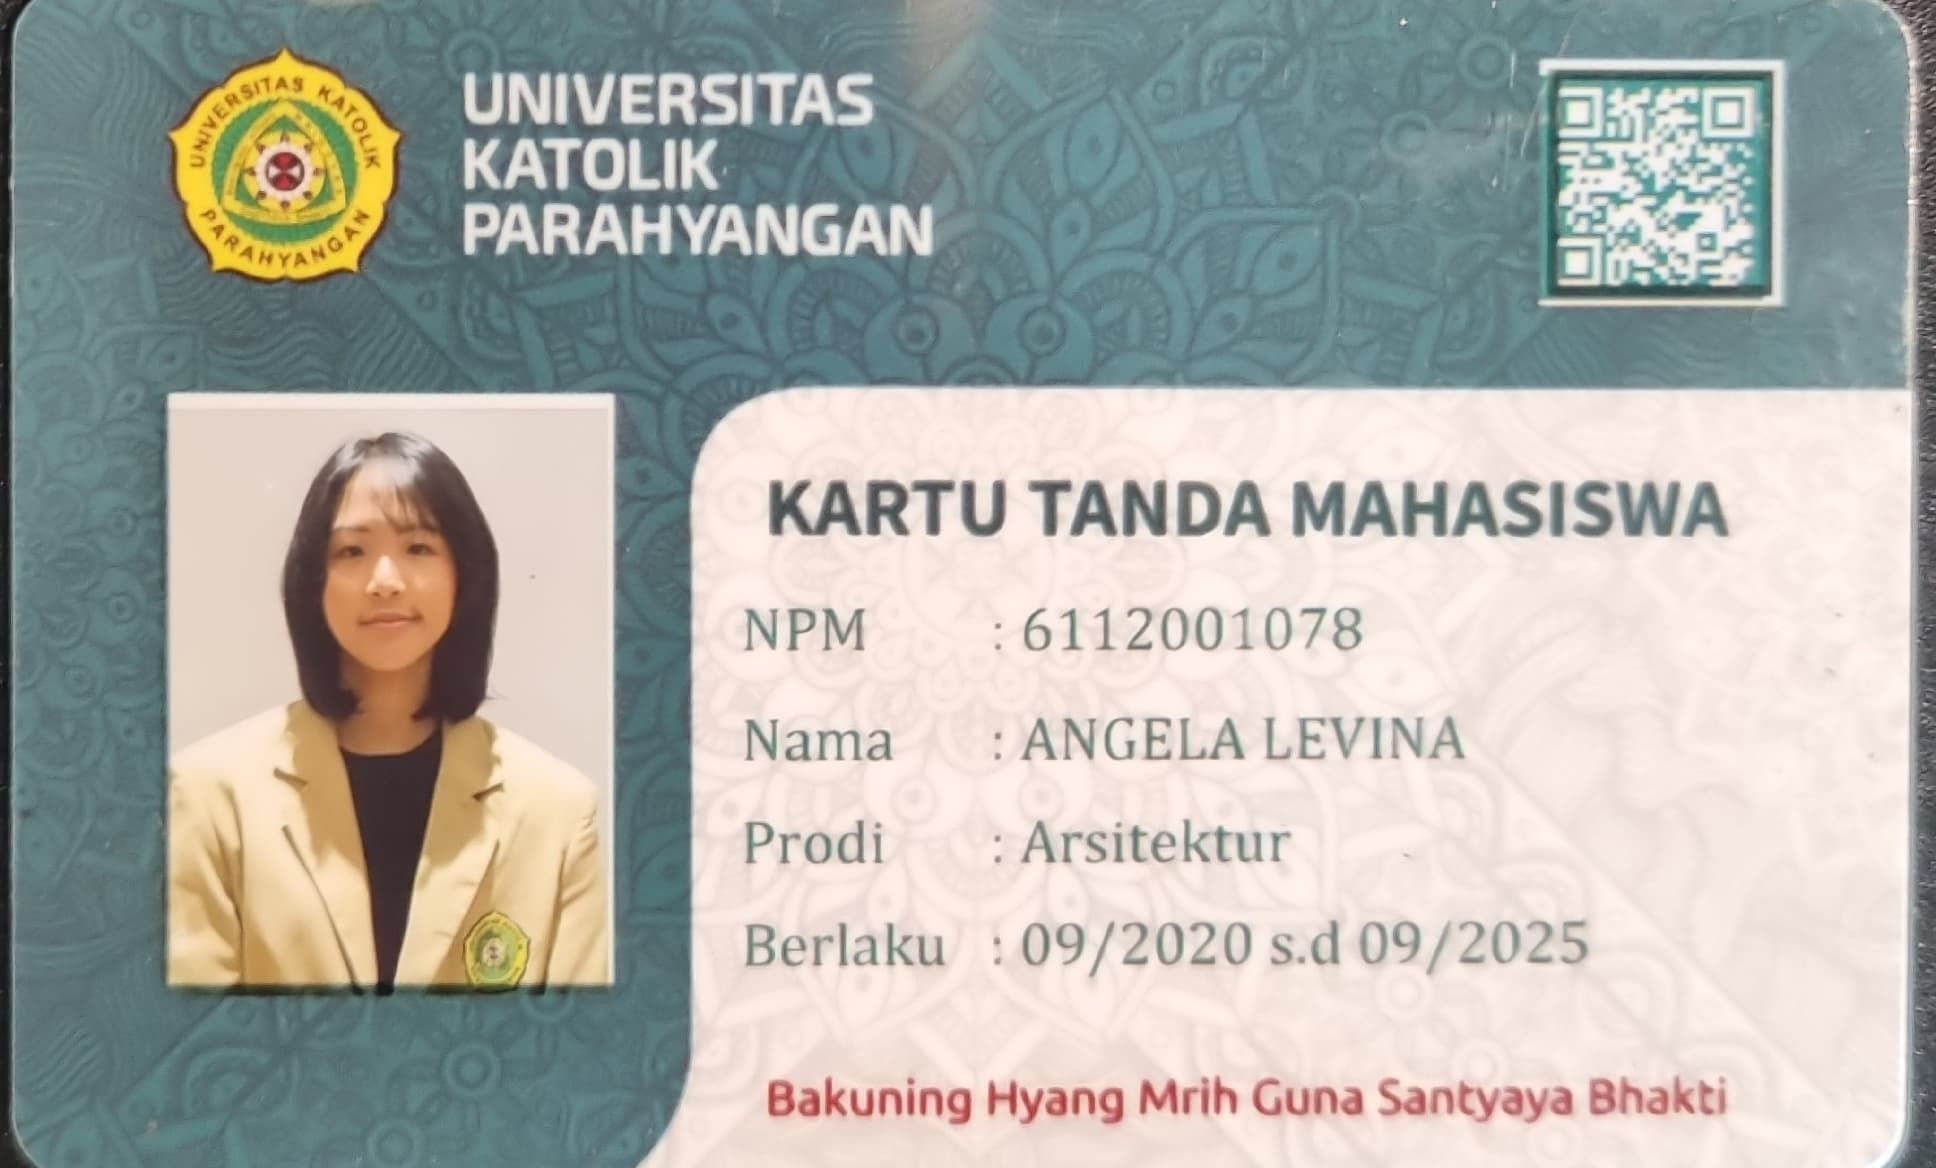 UNIVERSITAS KATOLIK
PARAHYANGAN
UNIVERSITAS
KATOLIK
PARAHYANGAN
KARTU TANDA MAHASISWA
NPM : 6112001078
Nama : ANGELA LEVINA
Prodi : Arsitektur
Berlaku : 09/2020 s.d 09/2025
Bakuning Hyang Mrih Guna Santyaya Bhakti